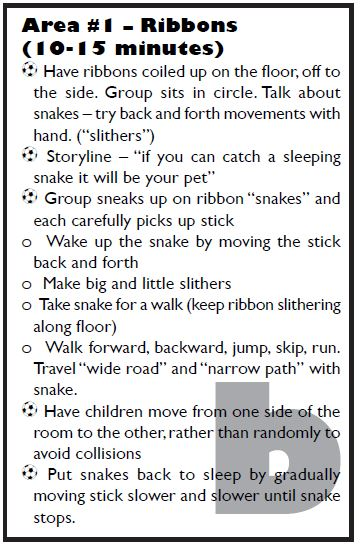 Area #1 – Ribbons
(10-15 minutes)
Have ribbons coiled up on the floor, off to
the side. Group sits in circle. Talk about
snakes – try back and forth movements with
hand. (“slithers”)
Storyline – “if you can catch a sleeping
snake it will be your pet”
Group sneaks up on ribbon “snakes” and
each carefully picks up stick
o Wake up the snake by moving the stick
back and forth
o Make big and little slithers
o Take snake for a walk (keep ribbon slithering
along floor)
o Walk forward, backward, jump, skip, run.
Travel “wide road” and “narrow path” with
snake.
Have children move from one side of the
room to the other, rather than randomly to
avoid collisions
Put snakes back to sleep by gradually
moving stick slower and slower until snake
stops.
b